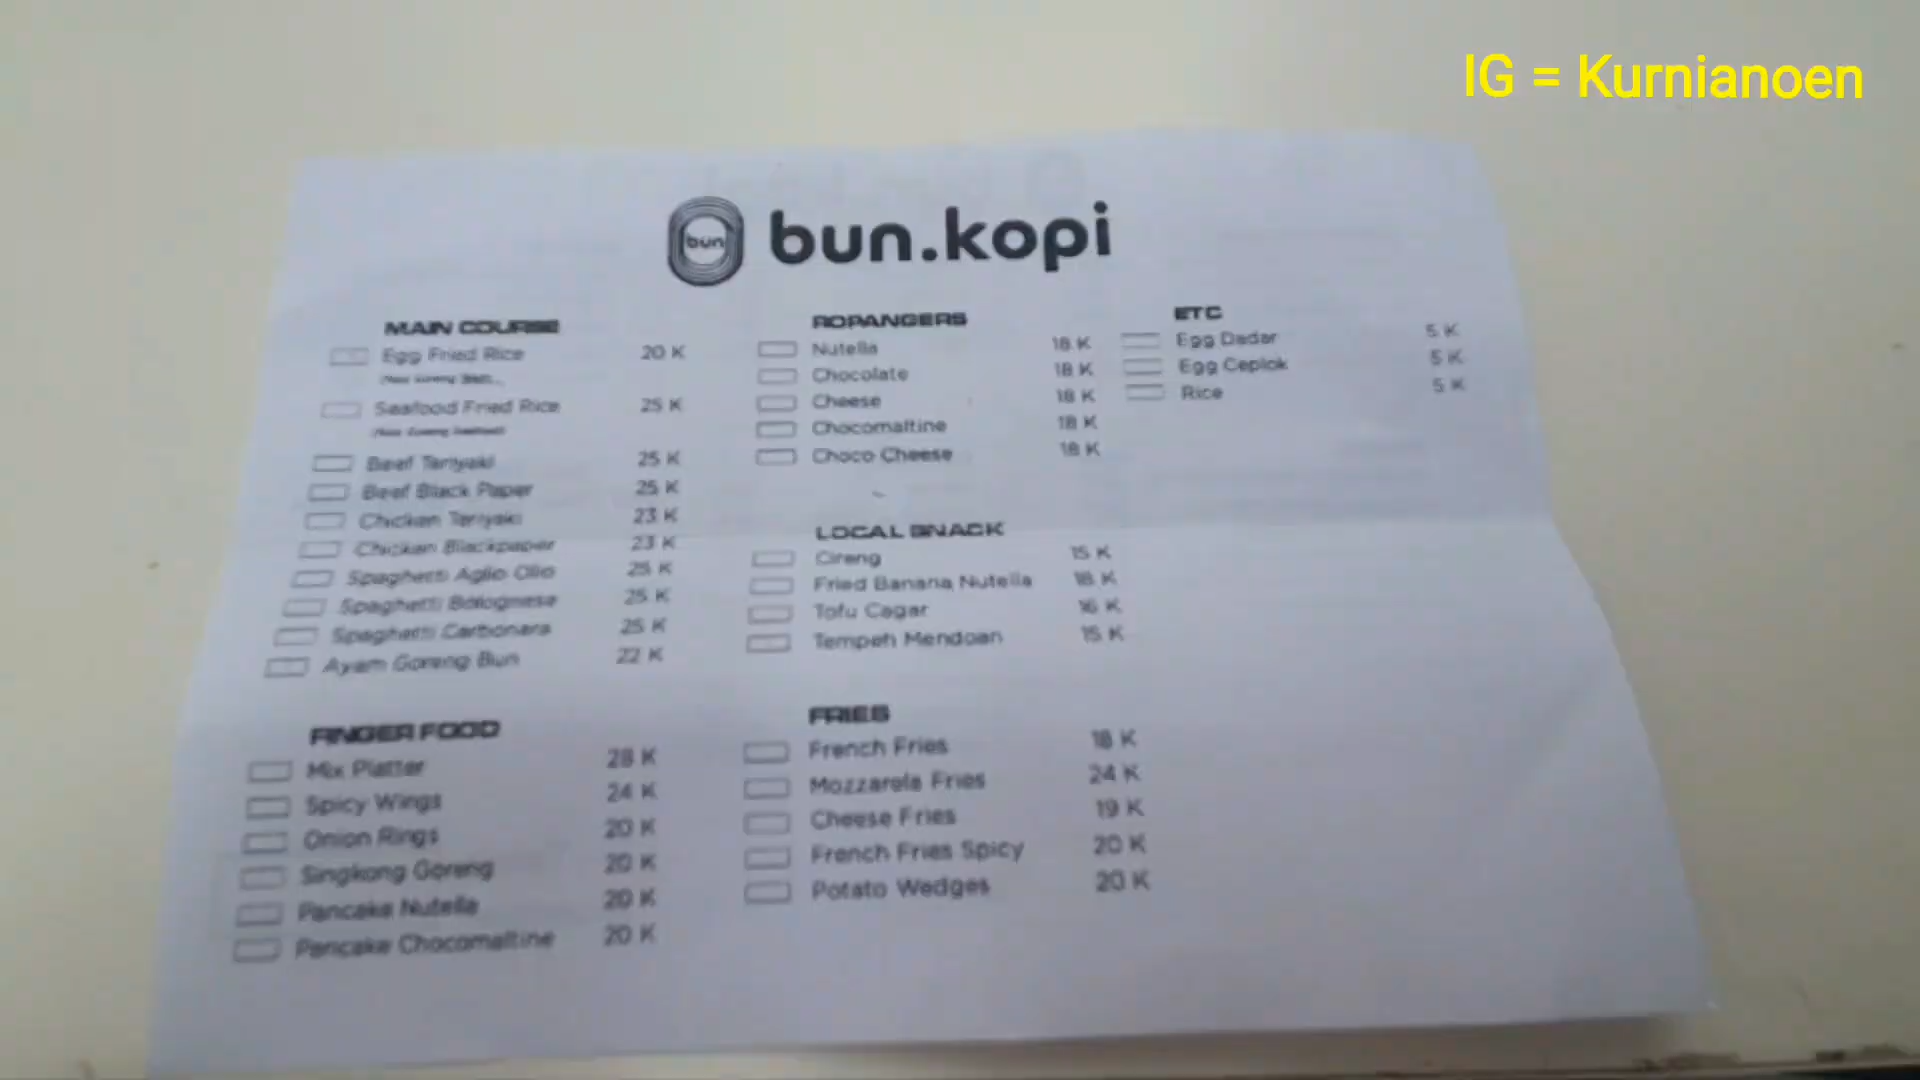 IG = Kurnianoen
bun
bun.kopi
MAIN COURSE
Egg Fried Rice 20 K
Seafood Fried Rice 25 K
Beef Teriyaki 25 K
Beef Black Paper 25 K
Chicken Teriyaki 23 K
Chicken Blackpaper 23 K
Spaghetti Aglio Olio 25 K
Spaghetti Bolognese 25 K
Spaghetti Carbonara 25 K
Ayam Goreng Bun 22 K
FINGER FOOD
Mix Platter 28 K
Spicy Wings 24 K
Onion Rings 20 K
Singkong Goreng 20 K
Pancake Nutella 20 K
Pancake Chocomaltine 20 K
ROPANGERS
Nutella 18 K
Chocolate 18 K
Cheese 18 K
Chocomaltine 18 K
Choco Cheese 18 K
LOCAL SNACK
Cireng 15 K
Fried Banana Nutella 18 K
Tofu Cagar 16 K
Tempeh Mendoan 15 K
FRIES
French Fries 18 K
Mozzarela Fries 24 K
Cheese Fries 19 K
French Fries Spicy 20 K
Potato Wedges 20 K
ETC
Egg Dadar 5 K
Egg Ceplok 5 K
Rice 5 K